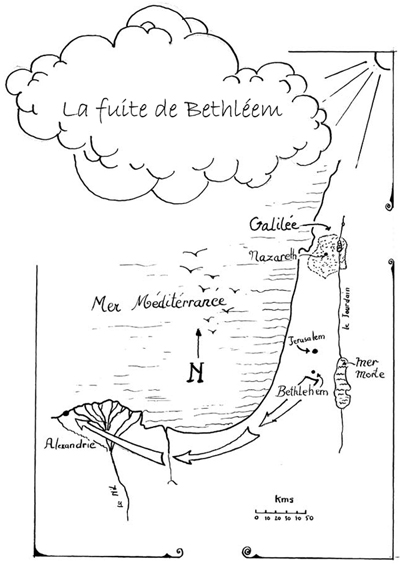 La fuite de Bethléem
Galilée
Nazareth
Mer Méditérranée
le Jourdain
Jerusalem
N
Bethlehem
mer
Morte
Alexandrie
le Nil
Kms
0 10 20 30 40 50